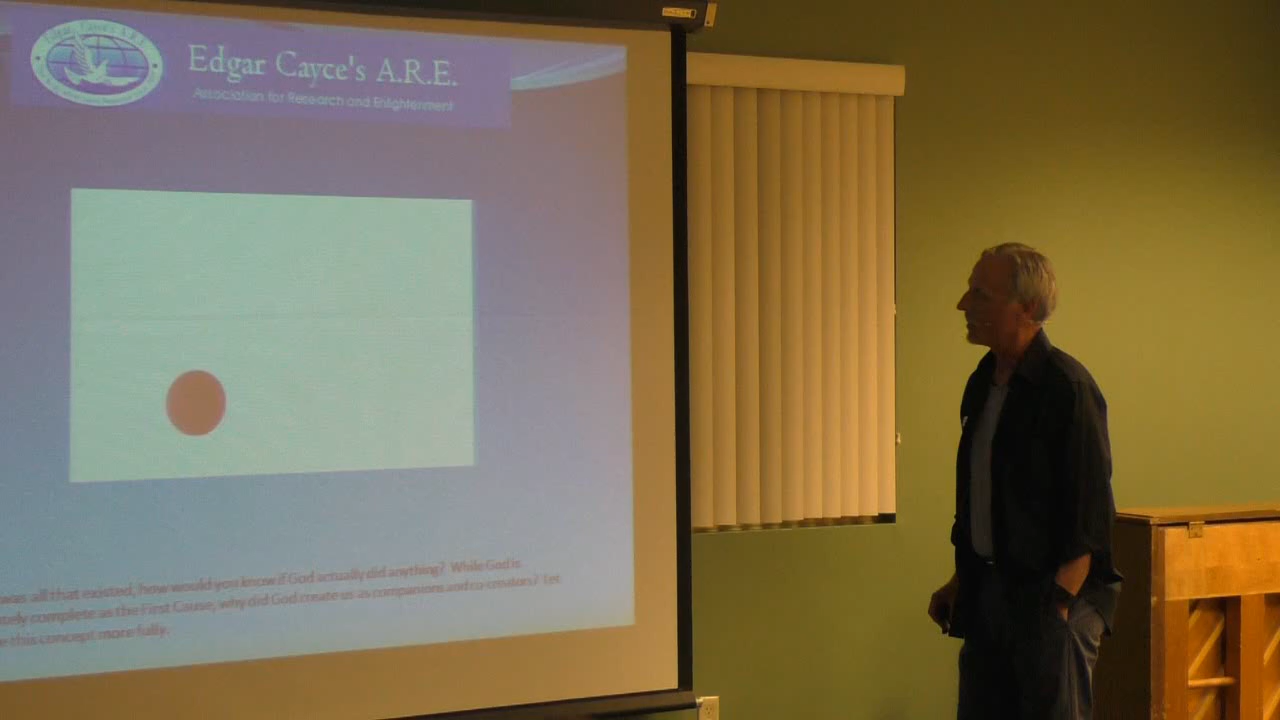 Edgar Cayce's A.R.E.
Association for Research and Enlightenment
was all that existed, how would you know if God actually did anything? While God is
complete as the First Cause, why did God create us as companions and co-creators? Let
this concept more fully.